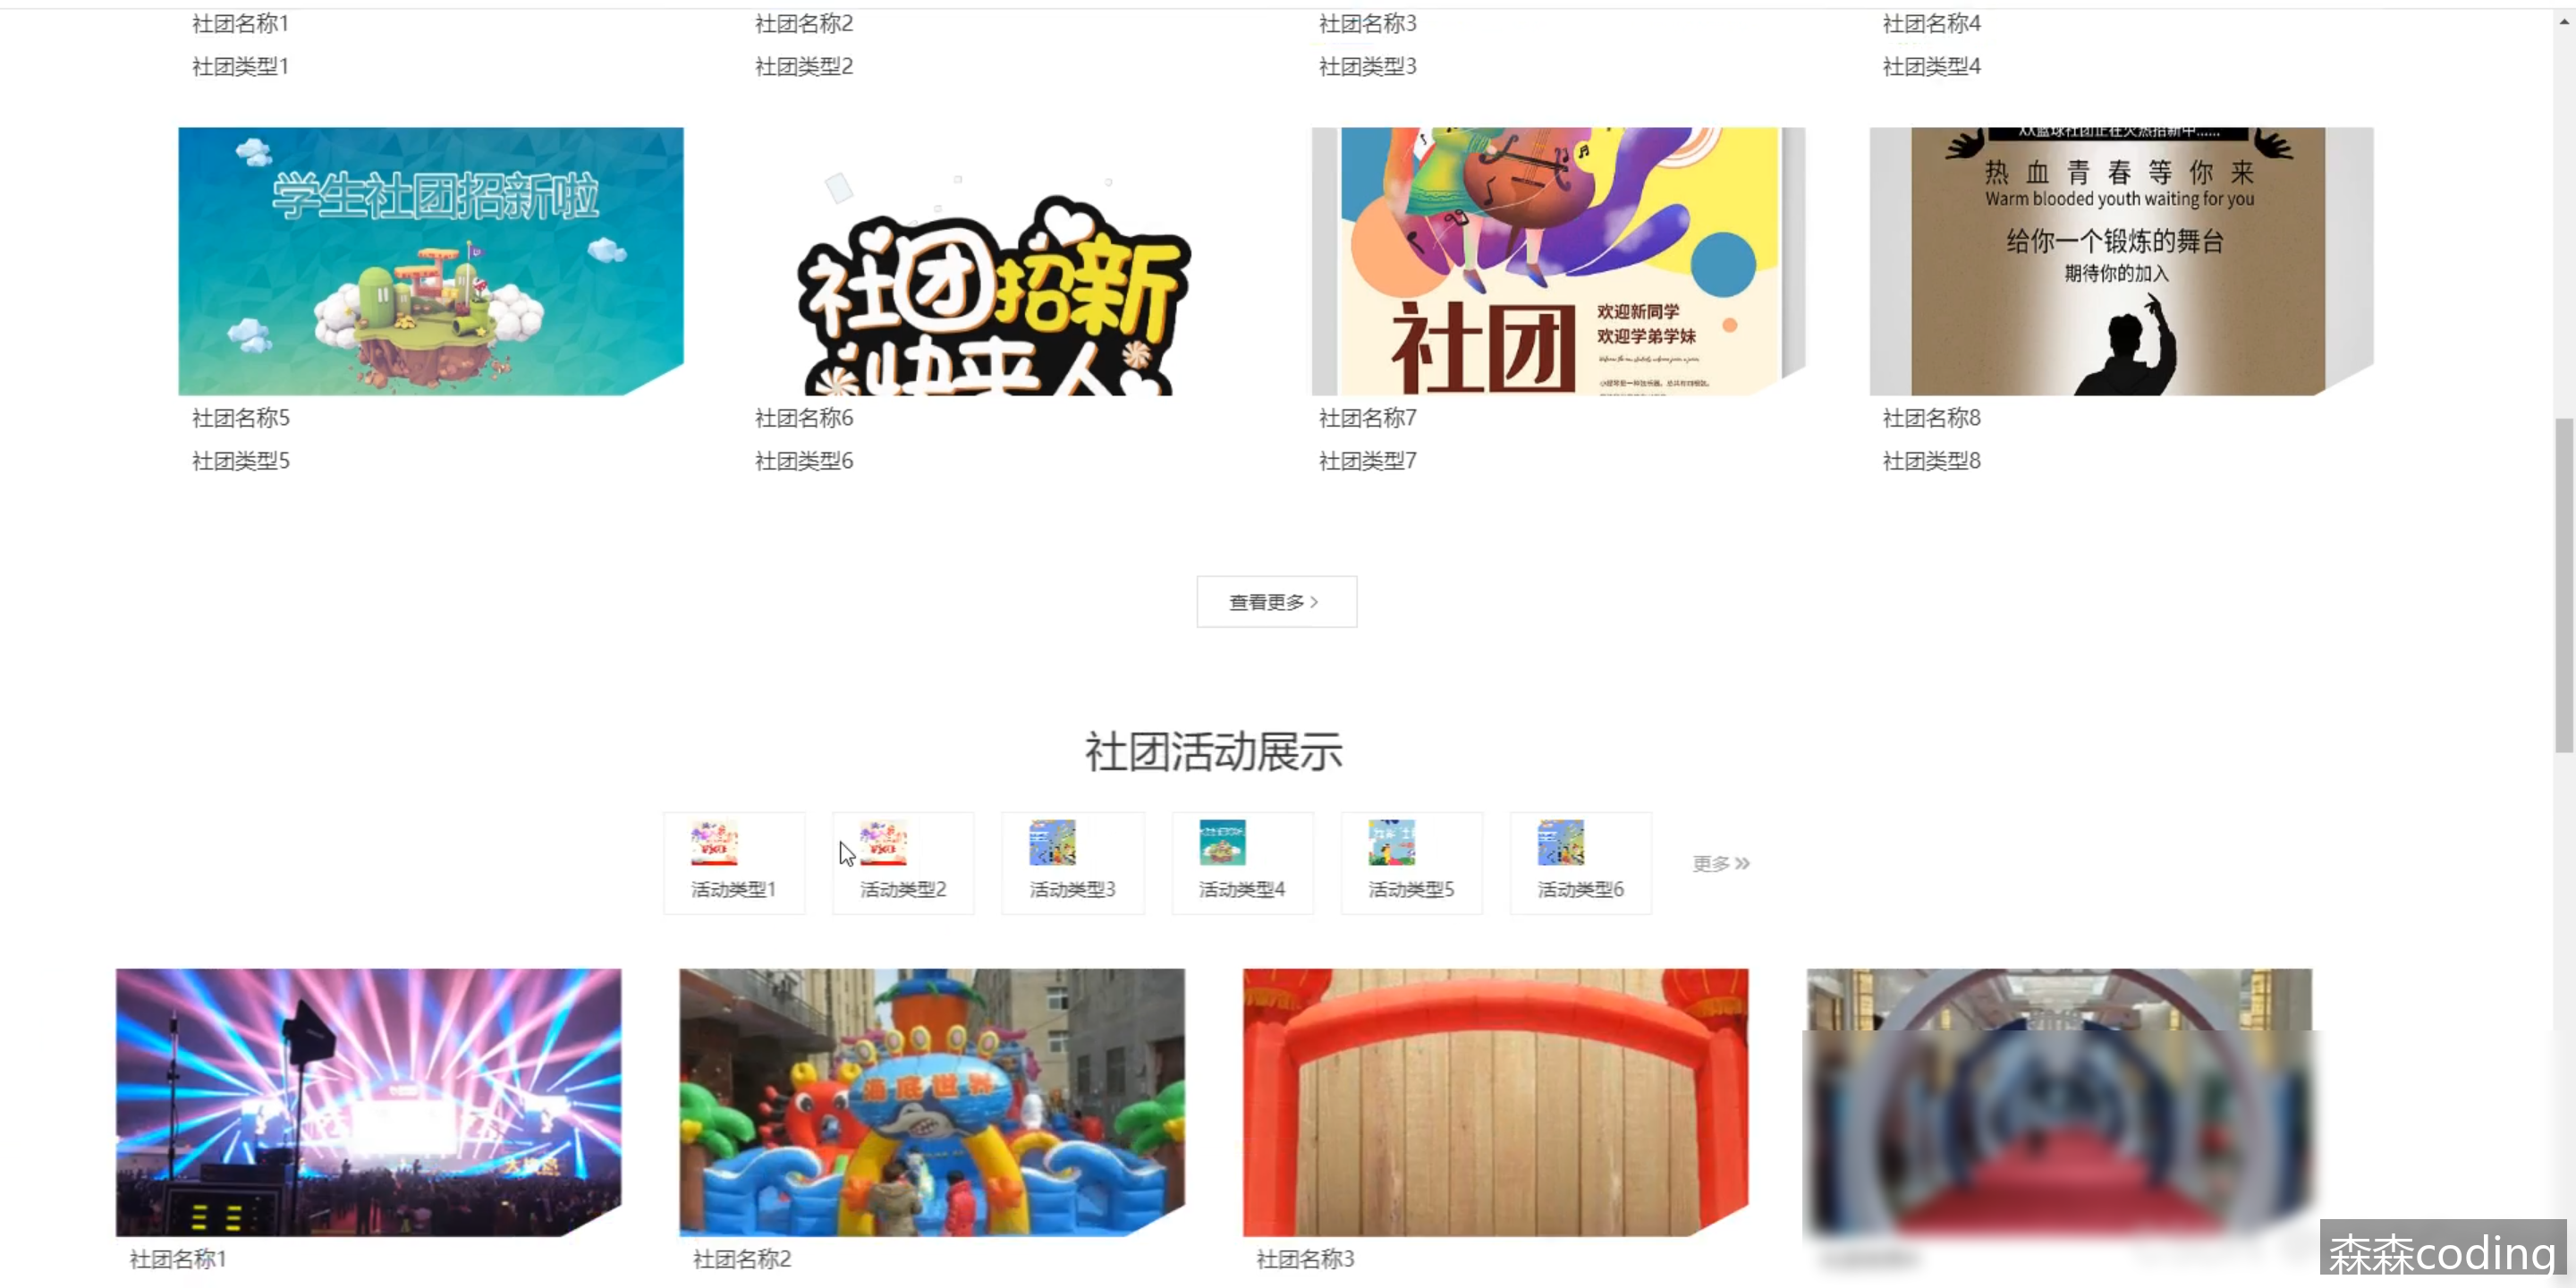 社团名称1
社团名称2
社团名称3
社团名称4
社团类型1
社团类型2
社团类型3
社团类型4
学生社团招新啦
社团招新
快来人
社团
欢迎新同学
欢迎学弟学妹
XX篮球社团正在火热招新中......
热血青春等你来
Warm blooded youth waiting for you
给你一个锻炼的舞台
期待你的加入
社团名称5
社团名称6
社团名称7
社团名称8
社团类型5
社团类型6
社团类型7
社团类型8
查看更多 >
社团活动展示
活动类型1
活动类型2
活动类型3
活动类型4
活动类型5
活动类型6
更多 »
海底世界
社团名称1
社团名称2
社团名称3
森森coding